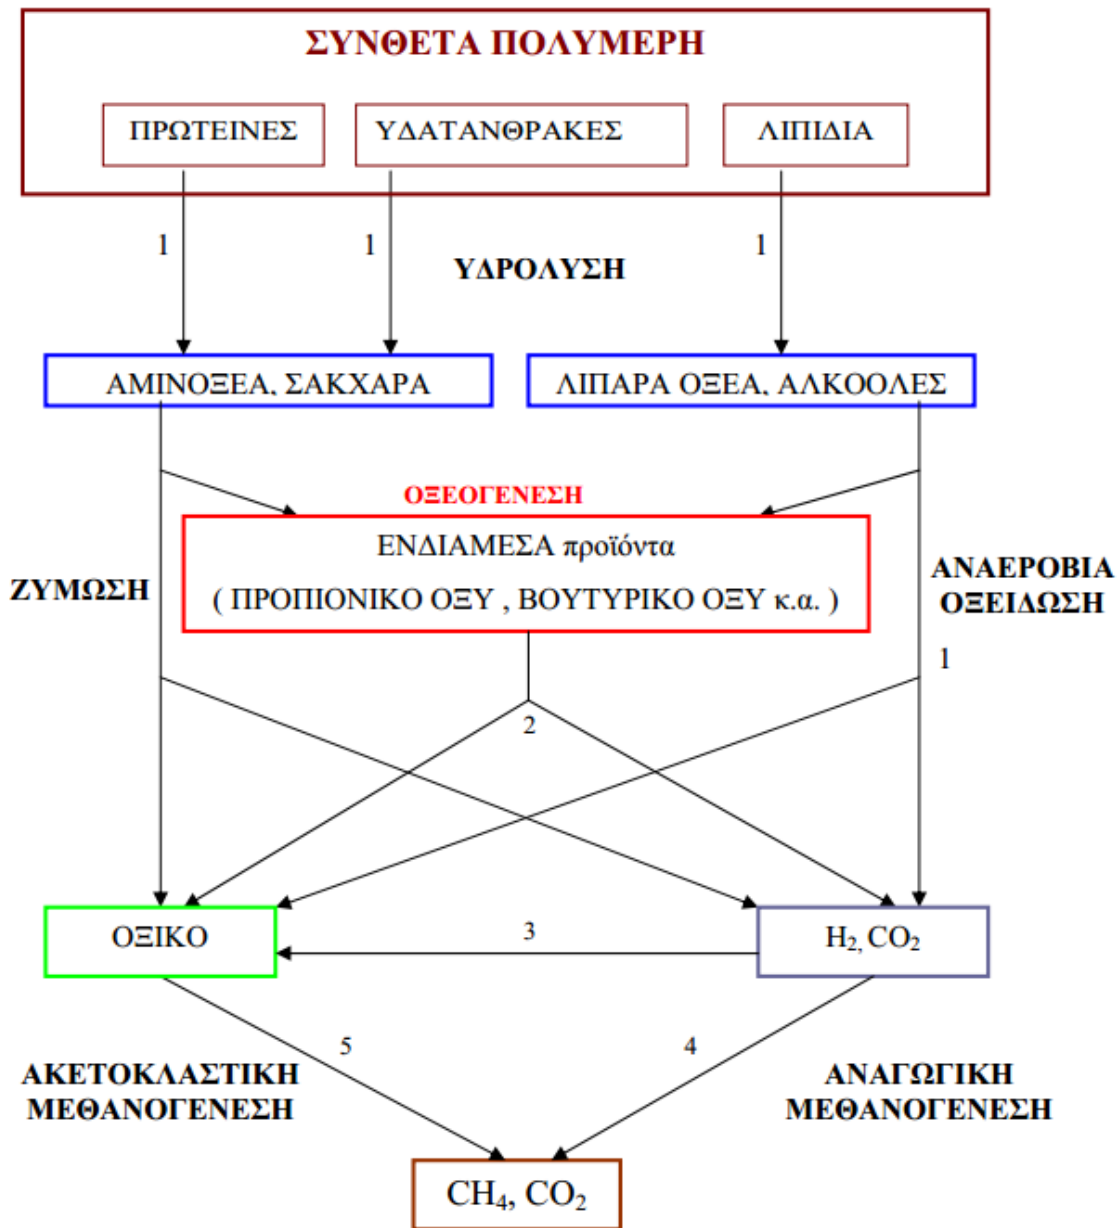 ΣΥΝΘΕΤΑ ΠΟΛΥΜΕΡΗ
ΠΡΩΤΕΙΝΕΣ
ΥΔΑΤΑΝΘΡΑΚΕΣ
ΛΙΠΙΔΙΑ
1
1
1
ΥΔΡΟΛΥΣΗ
ΑΜΙΝΟΞΕΑ, ΣΑΚΧΑΡΑ
ΛΙΠΑΡΑ ΟΞΕΑ, ΑΛΚΟΟΛΕΣ
ΟΞΕΟΓΕΝΕΣΗ
ΕΝΔΙΑΜΕΣΑ προϊόντα
( ΠΡΟΠΙΟΝΙΚΟ ΟΞΥ , ΒΟΥΤΥΡΙΚΟ ΟΞΥ κ.α. )
ΖΥΜΩΣΗ
ΑΝΑΕΡΟΒΙΑ
ΟΞΕΙΔΩΣΗ
1
2
ΟΞΙΚΟ
3
H₂, CO₂
5
4
ΑΚΕΤΟΚΛΑΣΤΙΚΗ
ΜΕΘΑΝΟΓΕΝΕΣΗ
ΑΝΑΓΩΓΙΚΗ
ΜΕΘΑΝΟΓΕΝΕΣΗ
CH₄, CO₂